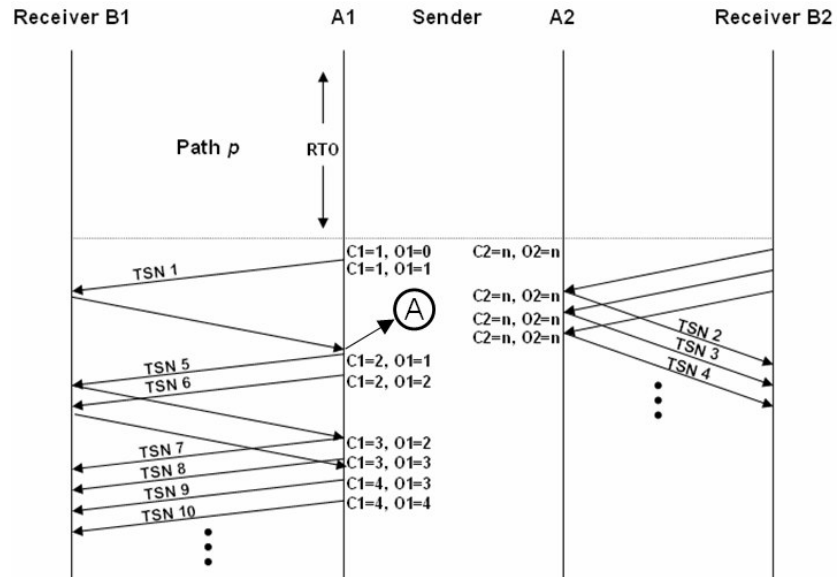 Receiver B1 A1 Sender A2 Receiver B2
Path p
RTO
C1=1, O1=0
C1=1, O1=1
C2=n, O2=n
TSN 1
A
C2=n, O2=n
C2=n, O2=n
C2=n, O2=n
TSN 2
TSN 3
TSN 4
TSN 5
TSN 6
C1=2, O1=1
C1=2, O1=2
TSN 7
TSN 8
TSN 9
TSN 10
C1=3, O1=2
C1=3, O1=3
C1=4, O1=3
C1=4, O1=4